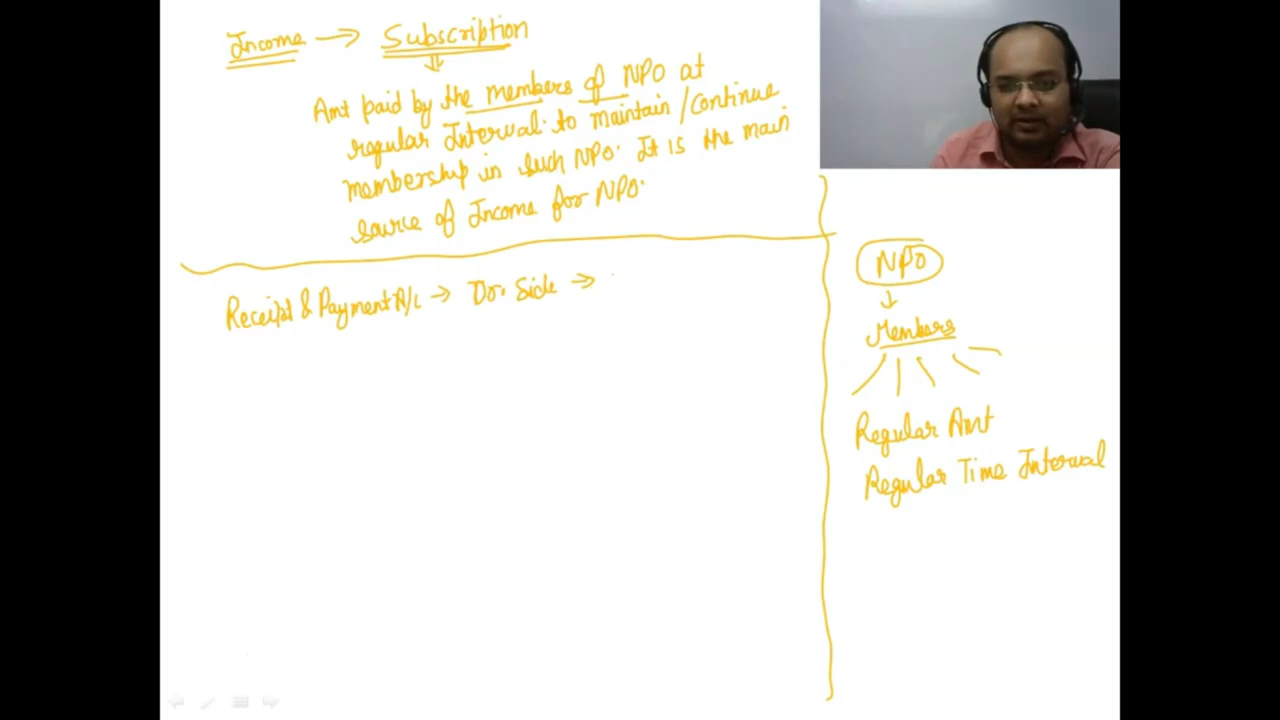 Income → Subscription
Amt paid by the members of NPO at
regular Interval to maintain / Continue
membership in such NPO. It is the main
source of Income for NPO.
Receipt & Payment A/c → Dr. Side →
NPO
Members
Regular Amt
Regular Time Interval